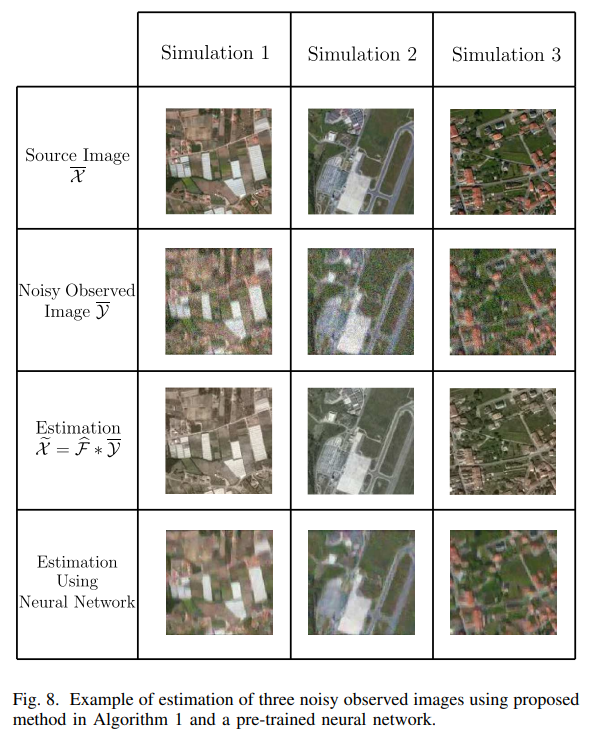 Simulation 1 Simulation 2 Simulation 3
Source Image
$\overline{\mathcal{X}}$
Noisy Observed
Image $\overline{\mathcal{Y}}$
Estimation
$\widetilde{\mathcal{X}} = \widehat{\mathcal{F}} * \overline{\mathcal{Y}}$
Estimation
Using
Neural Network
Fig. 8. Example of estimation of three noisy observed images using proposed
method in Algorithm 1 and a pre-trained neural network.